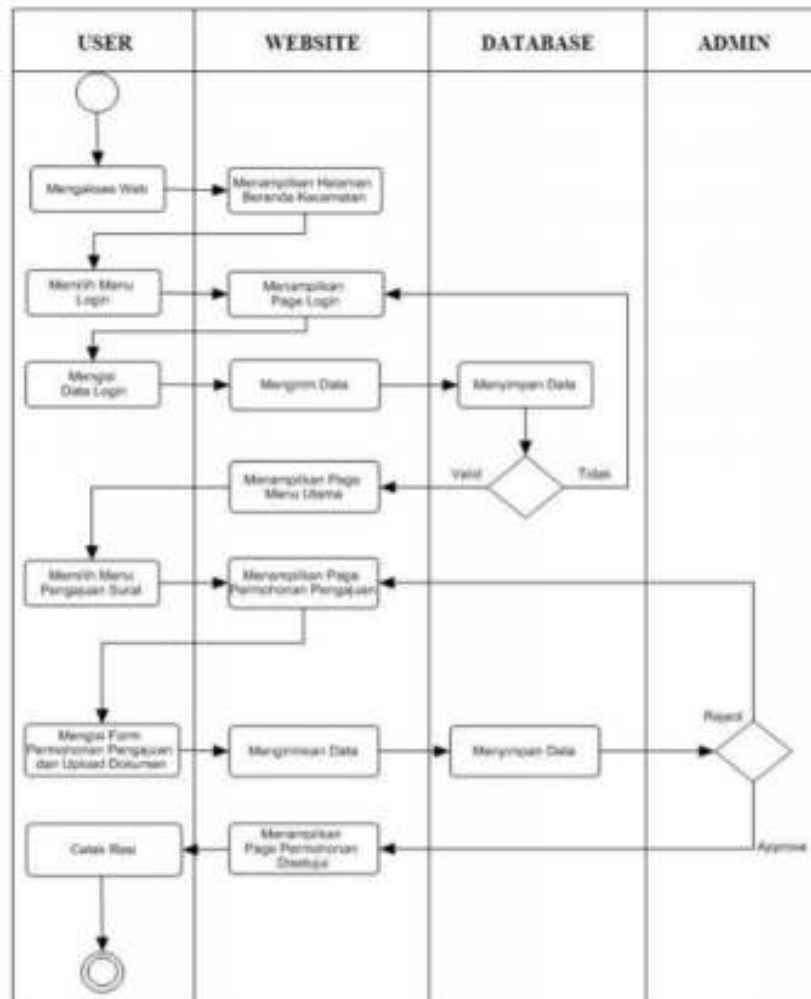 USER
WEBSITE
DATABASE
ADMIN
Mengakses Web
Menampilkan Halaman
Beranda Kecamatan
Memilih Menu
Login
Menampilkan
Page Login
Mengisi
Data Login
Mengirim Data
Menyimpan Data
Valid
Tidak
Menampilkan Page
Menu Utama
Memilih Menu
Pengajuan Surat
Menampilkan Page
Permohonan Pengajuan
Reject
Mengisi Form
Permohonan Pengajuan
dan Upload Dokumen
Mengirimkan Data
Menyimpan Data
Cetak Resi
Menampilkan
Page Permohonan
Disetujui
Approve